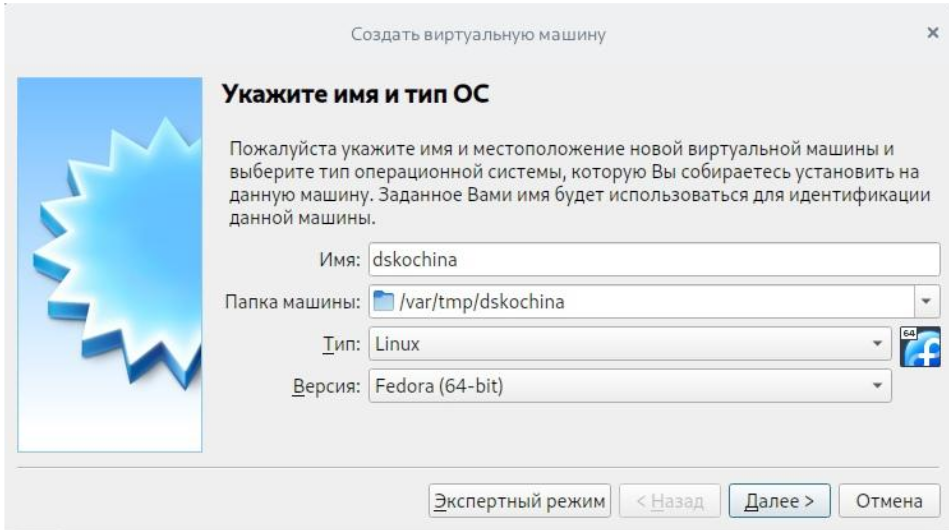 Создать виртуальную машину
Укажите имя и тип ОС
Пожалуйста укажите имя и местоположение новой виртуальной машины и
выберите тип операционной системы, которую Вы собираетесь установить на
данную машину. Заданное Вами имя будет использоваться для идентификации
данной машины.
Имя: dskochina
Папка машины: /var/tmp/dskochina
Тип: Linux
64
Версия: Fedora (64-bit)
Экспертный режим < Назад Далее > Отмена